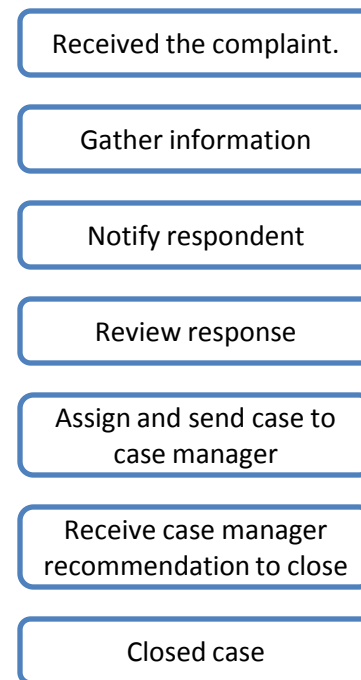 Received the complaint.
Gather information
Notify respondent
Review response
Assign and send case to
case manager
Receive case manager
recommendation to close
Closed case